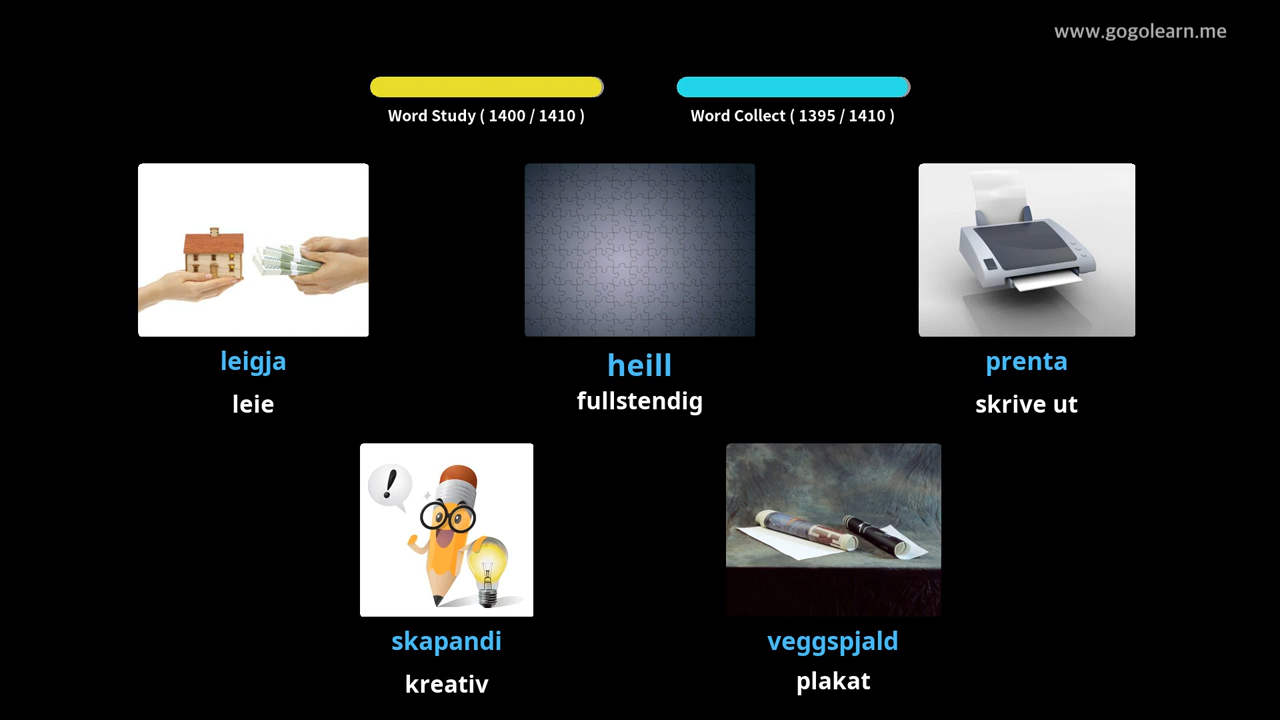 www.gogolearn.me
Word Study ( 1400 / 1410 )
Word Collect ( 1395 / 1410 )
leigja
heill
prenta
leie
fullstendig
skrive ut
skapandi
veggspjald
kreativ
plakat